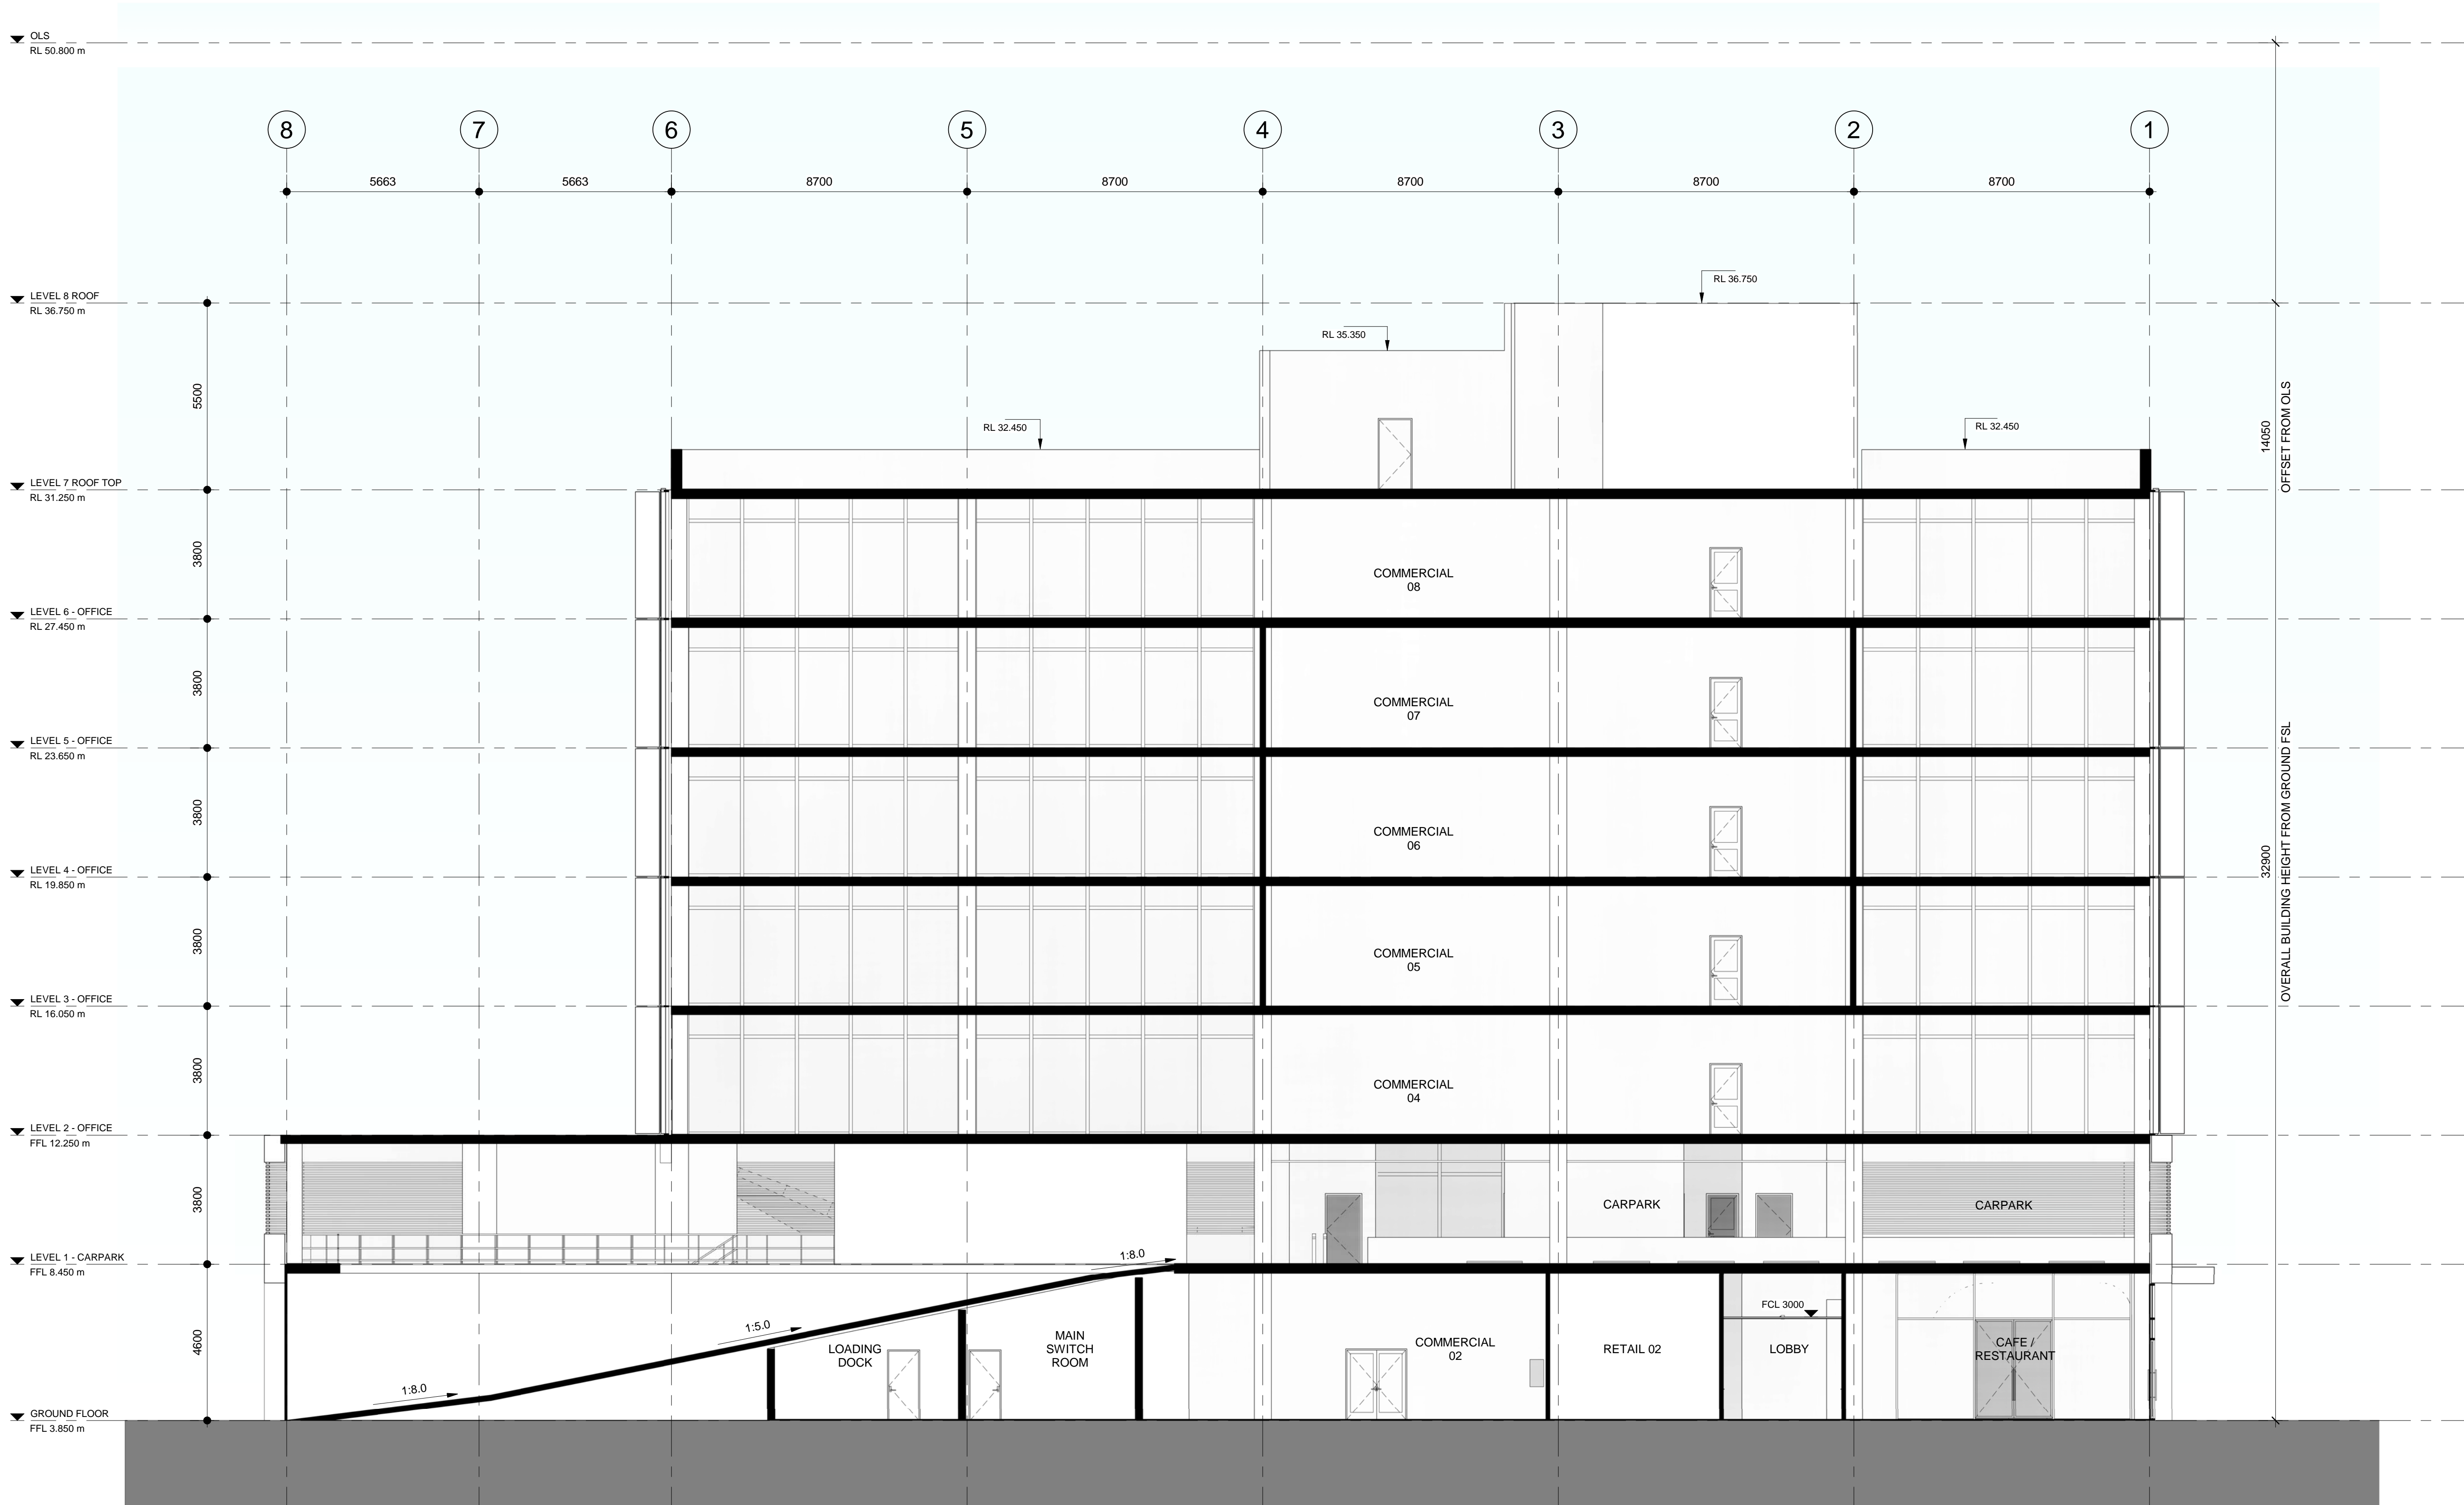 OLS
RL 50.800 m
8
7
6
5
4
3
2
1
5663
5663
8700
8700
8700
8700
8700
LEVEL 8 ROOF
RL 36.750 m
RL 36.750
RL 35.350
5500
RL 32.450
RL 32.450
14050
OFFSET FROM OLS
LEVEL 7 ROOF TOP
RL 31.250 m
3800
COMMERCIAL
08
LEVEL 6 - OFFICE
RL 27.450 m
3800
COMMERCIAL
07
LEVEL 5 - OFFICE
RL 23.650 m
3800
COMMERCIAL
06
32900
OVERALL BUILDING HEIGHT FROM GROUND FSL
LEVEL 4 - OFFICE
RL 19.850 m
3800
COMMERCIAL
05
LEVEL 3 - OFFICE
RL 16.050 m
3800
COMMERCIAL
04
LEVEL 2 - OFFICE
FFL 12.250 m
3800
CARPARK
CARPARK
LEVEL 1 - CARPARK
FFL 8.450 m
1:8.0
4600
1:5.0
1:8.0
LOADING
DOCK
MAIN
SWITCH
ROOM
COMMERCIAL
02
RETAIL 02
FCL 3000
LOBBY
CAFE /
RESTAURANT
GROUND FLOOR
FFL 3.850 m